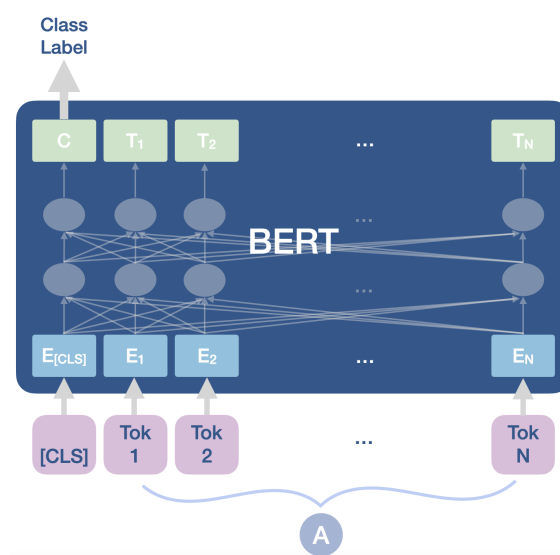 Class
Label
C T1 T2 ... TN
...
BERT
...
E[CLS] E1 E2 ... EN
[CLS] Tok 1 Tok 2 ... Tok N
A